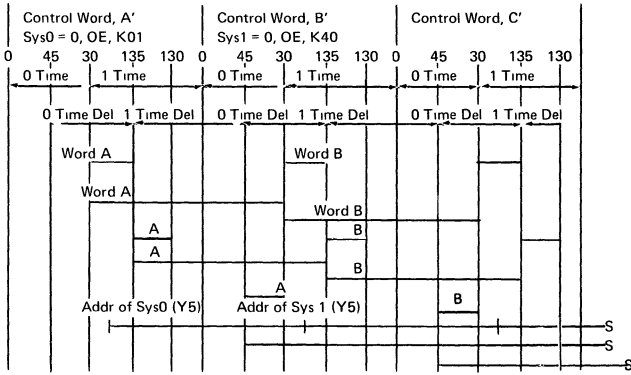 Control Word, A′ Control Word, B′ Control Word, C′
Sys0 = 0, OE, K01 Sys1 = 0, OE, K40
0 45 30 135 130 0 45 30 135 130 0 45 30 135 130
0 Time 1 Time 0 Time 1 Time 0 Time 1 Time
0 Time Del 1 Time Del 0 Time Del 1 Time Del 0 Time Del 1 Time Del
Word A Word B
Word A
Word B
A B
A
B
A
Addr of Sys0 (Y5) Addr of Sys 1 (Y5) B
S
S
S